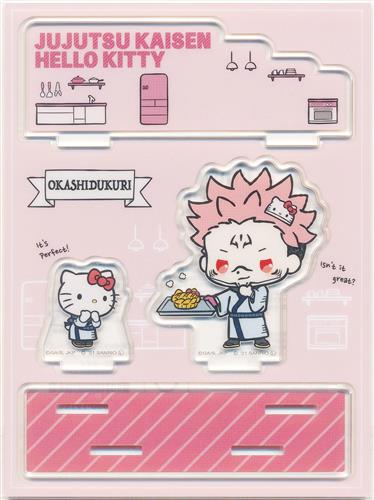 JUJUTSU KAISEN
HELLO KITTY
OKASHIDUKURI
It's
Perfect!
Isn't it
great?